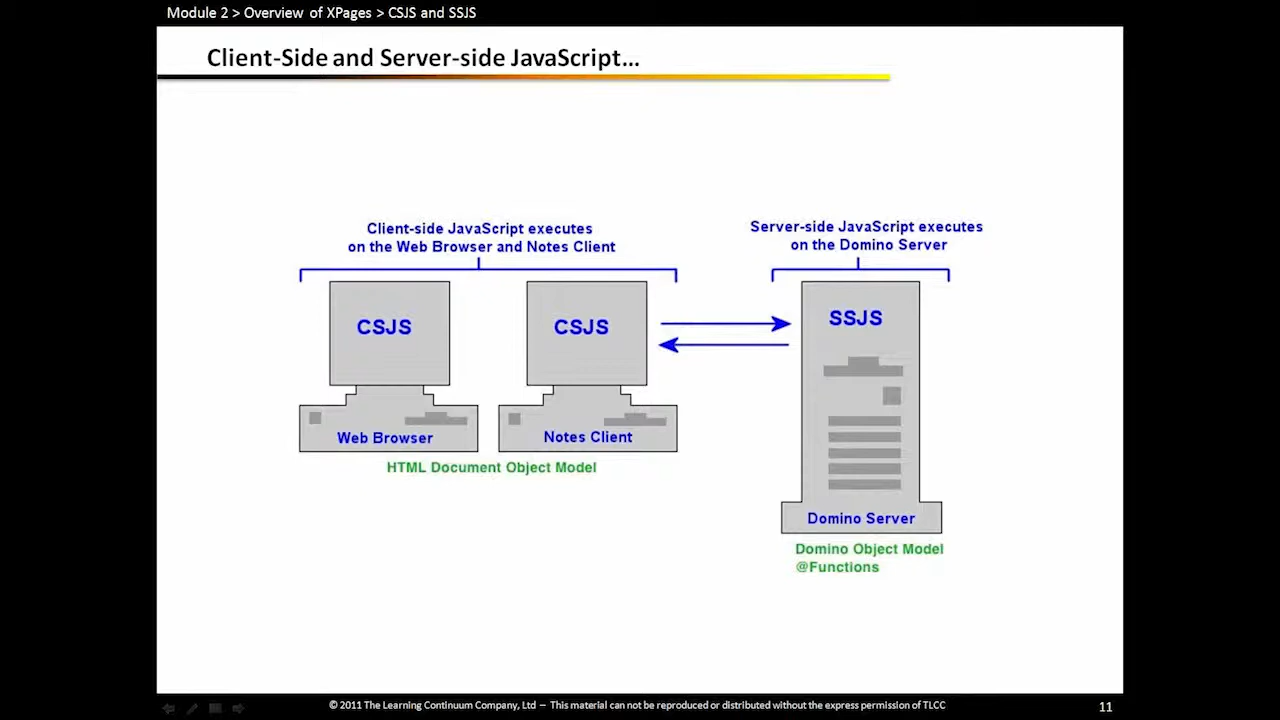 Module 2 > Overview of XPages > CSJS and SSJS
Client-Side and Server-side JavaScript...
Client-side JavaScript executes
on the Web Browser and Notes Client
Server-side JavaScript executes
on the Domino Server
CSJS
CSJS
SSJS
Web Browser
Notes Client
HTML Document Object Model
Domino Server
Domino Object Model
@Functions
© 2011 The Learning Continuum Company, Ltd – This material can not be reproduced or distributed without the express permission of TLCC
11